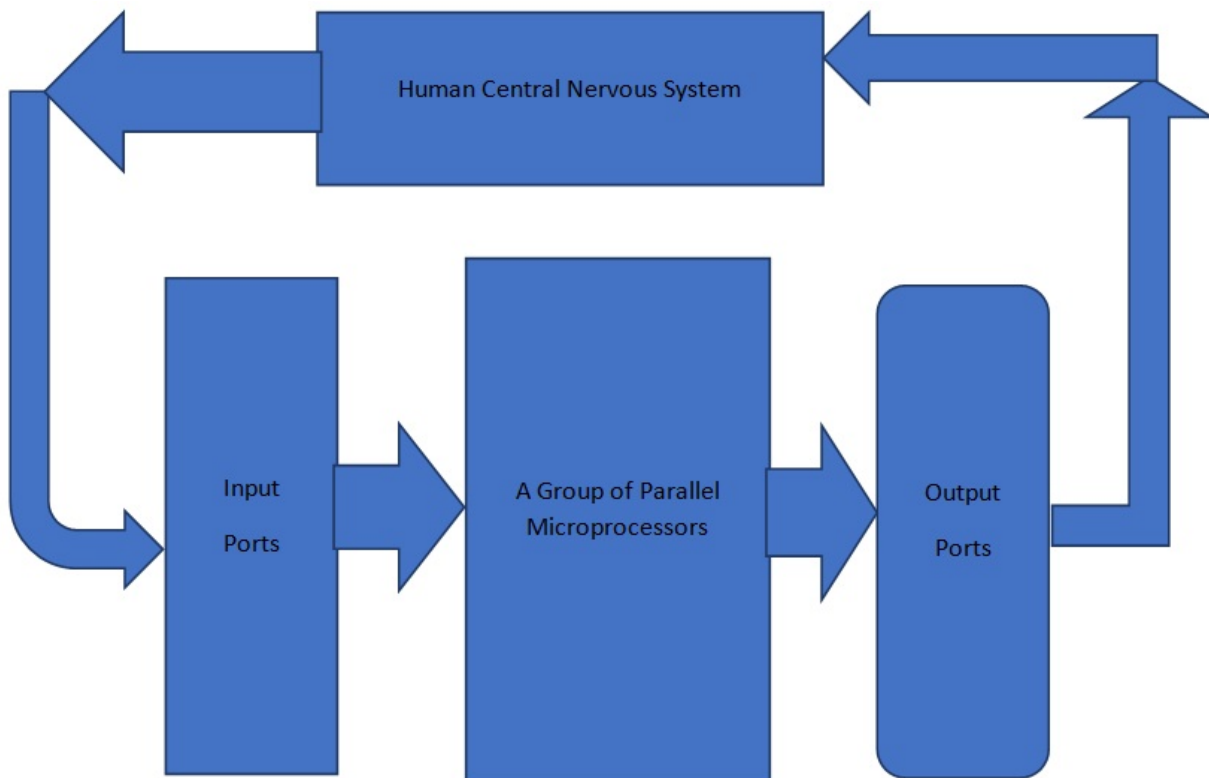 Human Central Nervous System
Input
Ports
A Group of Parallel
Microprocessors
Output
Ports